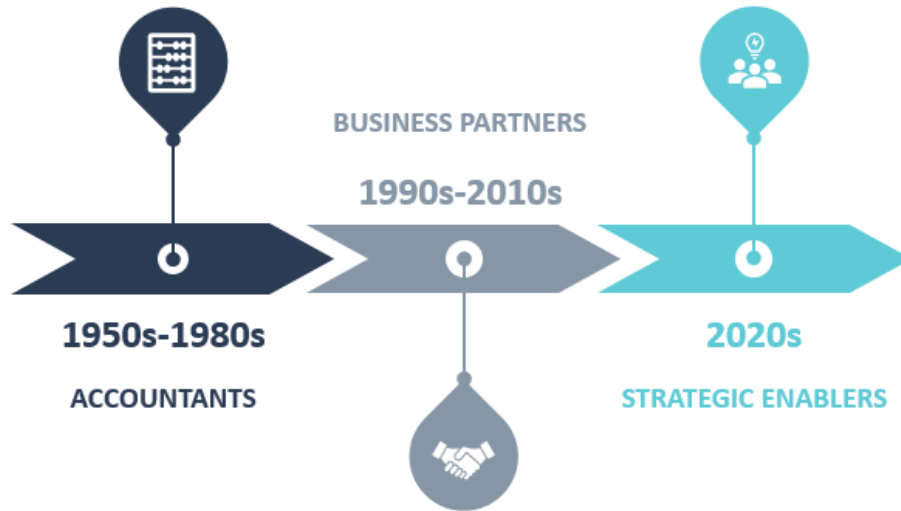 1950s-1980s
ACCOUNTANTS
BUSINESS PARTNERS
1990s-2010s
2020s
STRATEGIC ENABLERS